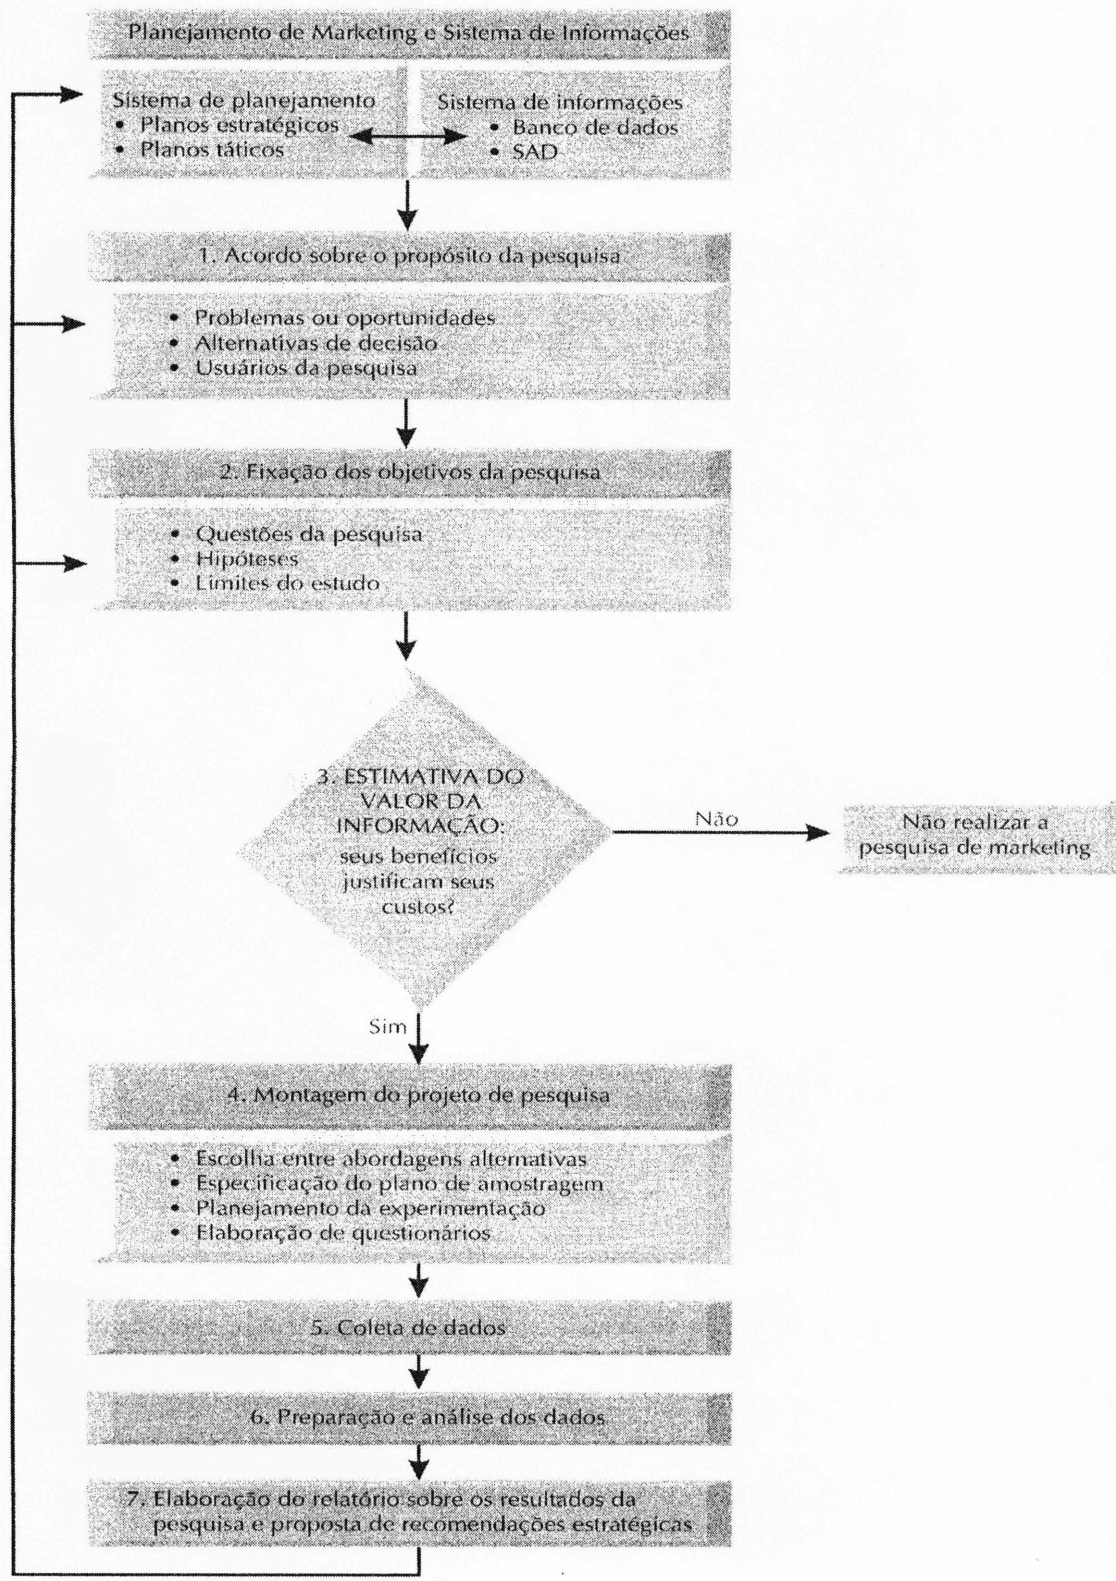 Planejamento de Marketing e Sistema de Informações
Sistema de planejamento
• Planos estratégicos
• Planos táticos
Sistema de informações
• Banco de dados
• SAD
1. Acordo sobre o propósito da pesquisa
• Problemas ou oportunidades
• Alternativas de decisão
• Usuários da pesquisa
2. Fixação dos objetivos da pesquisa
• Questões da pesquisa
• Hipóteses
• Limites do estudo
3. ESTIMATIVA DO
VALOR DA
INFORMAÇÃO:
seus benefícios
justificam seus
custos?
Não
Não realizar a
pesquisa de marketing
Sim
4. Montagem do projeto de pesquisa
• Escolha entre abordagens alternativas
• Especificação do plano de amostragem
• Planejamento da experimentação
• Elaboração de questionários
5. Coleta de dados
6. Preparação e análise dos dados
7. Elaboração do relatório sobre os resultados da
pesquisa e proposta de recomendações estratégicas